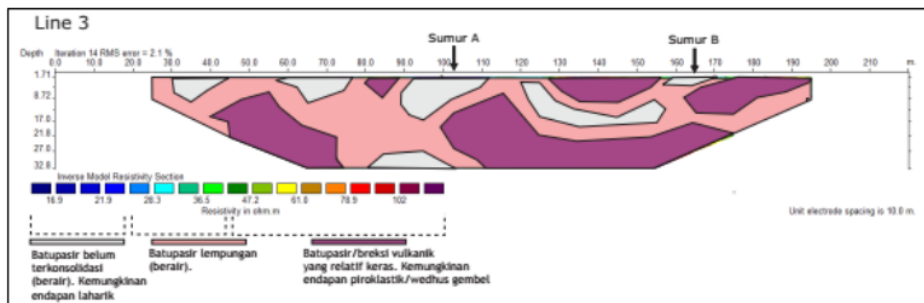 Line 3
Sumur A
Sumur B
Depth Iteration 14 RMS error = 2.1 %
0.0 10.0 20.0 30.0 40.0 50.0 60.0 70.0 80.0 90.0 100 110 120 130 140 150 160 170 180 190 200 210 m.
1.71
8.72
17.0
21.8
27.0
32.8
Inverse Model Resistivity Section
16.9 21.9 28.3 36.5 47.2 61.0 78.9 102
Resistivity in ohm.m
Unit electrode spacing is 10.0 m.
Batupasir belum
terkonsolidasi
(berair). Kemungkinan
endapan laharik
Batupasir lempungan
(berair).
Batupasir/breksi vulkanik
yang relatif keras. Kemungkinan
endapan piroklastik/wedhus gembel